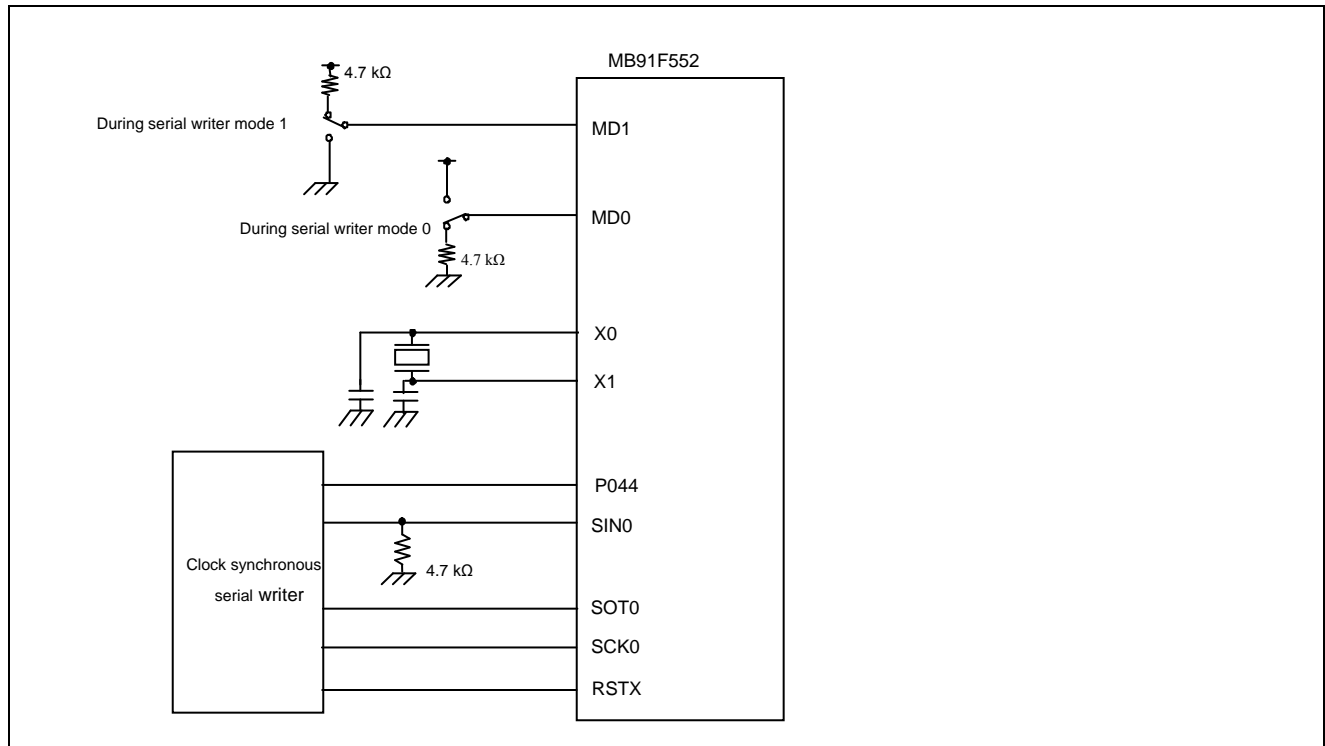 MB91F552
4.7 kΩ
During serial writer mode 1
MD1
MD0
During serial writer mode 0
4.7 kΩ
X0
X1
P044
SIN0
Clock synchronous
serial writer
4.7 kΩ
SOT0
SCK0
RSTX